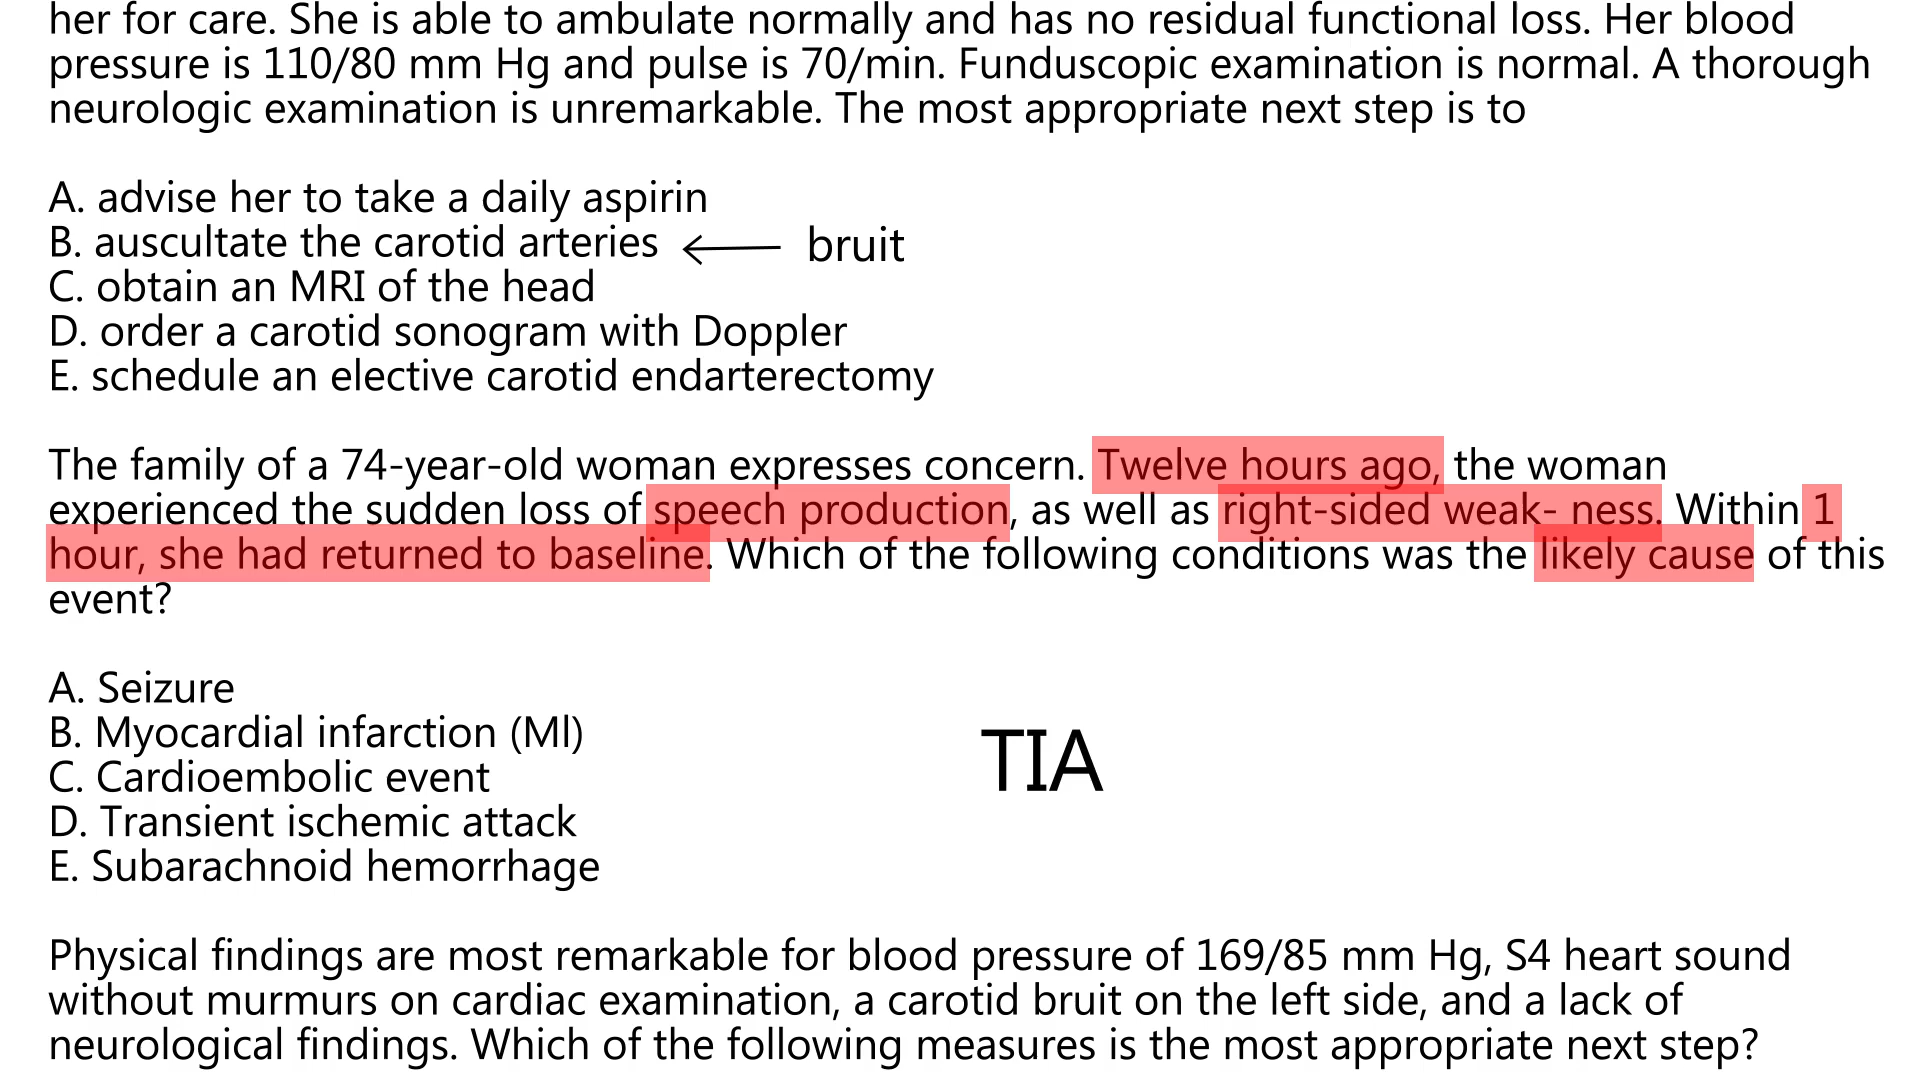 her for care. She is able to ambulate normally and has no residual functional loss. Her blood
pressure is 110/80 mm Hg and pulse is 70/min. Funduscopic examination is normal. A thorough
neurologic examination is unremarkable. The most appropriate next step is to
A. advise her to take a daily aspirin
B. auscultate the carotid arteries bruit
C. obtain an MRI of the head
D. order a carotid sonogram with Doppler
E. schedule an elective carotid endarterectomy
The family of a 74-year-old woman expresses concern. Twelve hours ago, the woman
experienced the sudden loss of speech production, as well as right-sided weak- ness. Within 1
hour, she had returned to baseline. Which of the following conditions was the likely cause of this
event?
A. Seizure
B. Myocardial infarction (Ml)
C. Cardioembolic event
D. Transient ischemic attack
E. Subarachnoid hemorrhage
TIA
Physical findings are most remarkable for blood pressure of 169/85 mm Hg, S4 heart sound
without murmurs on cardiac examination, a carotid bruit on the left side, and a lack of
neurological findings. Which of the following measures is the most appropriate next step?